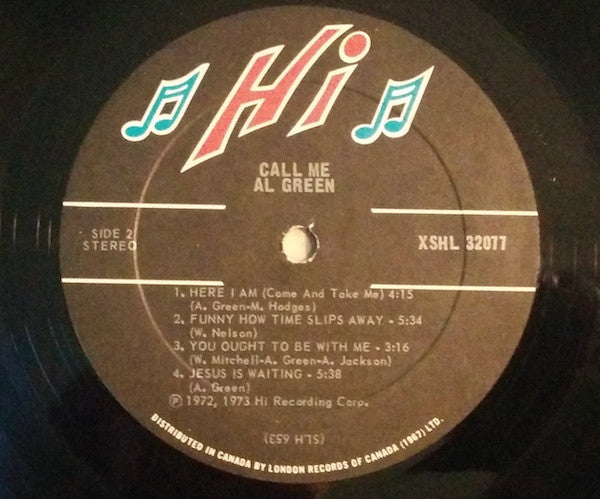 Hi
CALL ME
AL GREEN
SIDE 2
STEREO
XSHL 32077
1. HERE I AM (Come And Take Me) 4:15
(A. Green-M. Hodges)
2. FUNNY HOW TIME SLIPS AWAY - 5:34
(W. Nelson)
3. YOU OUGHT TO BE WITH ME - 3:16
(W. Mitchell-A. Green-A. Jackson)
4. JESUS IS WAITING - 5:38
(A. Green)
℗ 1972, 1973 Hi Recording Corp.
(SLH 653)
DISTRIBUTED IN CANADA BY LONDON RECORDS OF CANADA (1967) LTD.